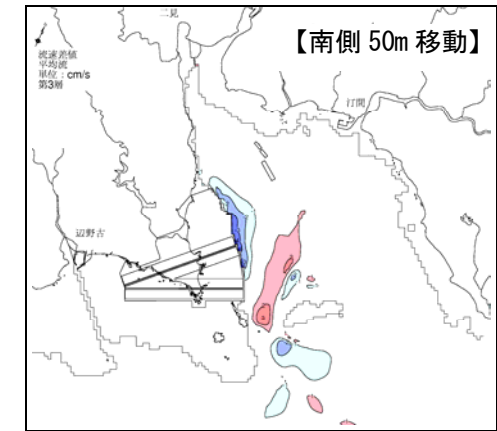 二見
【南側 50m 移動】
流速差値
平均流
単位：cm/s
第3層
汀間
辺野古